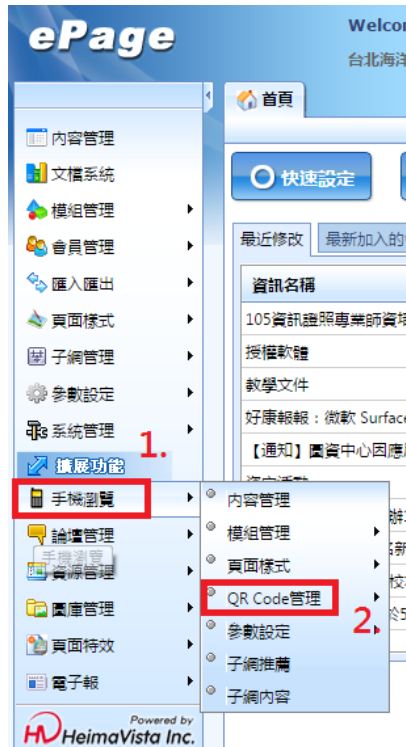 ePage
Welcom
台北海洋
首頁
內容管理
文檔系統
模組管理
會員管理
匯入匯出
頁面樣式
子網管理
參數設定
系統管理
1.
擴展功能
手機瀏覽
論壇管理
手機瀏覽
資源管理
圖庫管理
頁面特效
電子報
Powered by
HeimaVista Inc.
快速設定
最近修改
最新加入的
資訊名稱
105資訊證照專業師資培
授權軟體
教學文件
好康報報：微軟 Surface
【通知】圖資中心因應
內容管理
模組管理
頁面樣式
QR Code管理
2.
參數設定
子網推薦
子網內容